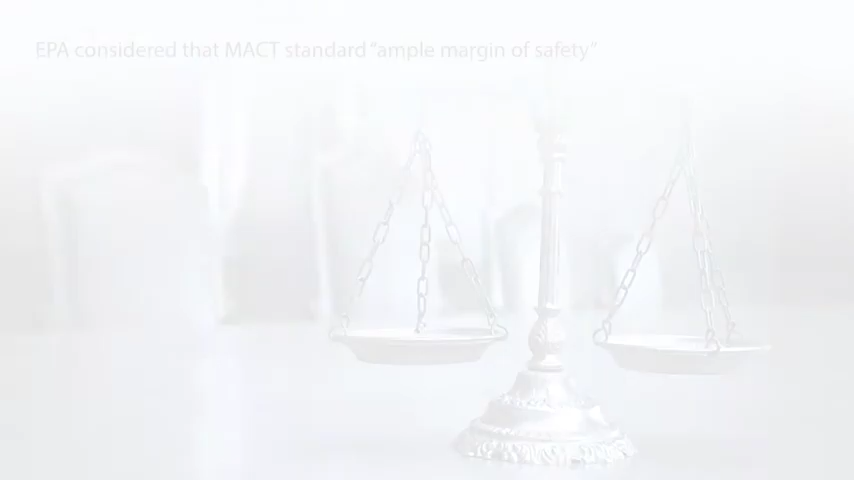 EPA considered that MACT standard “ample margin of safety”